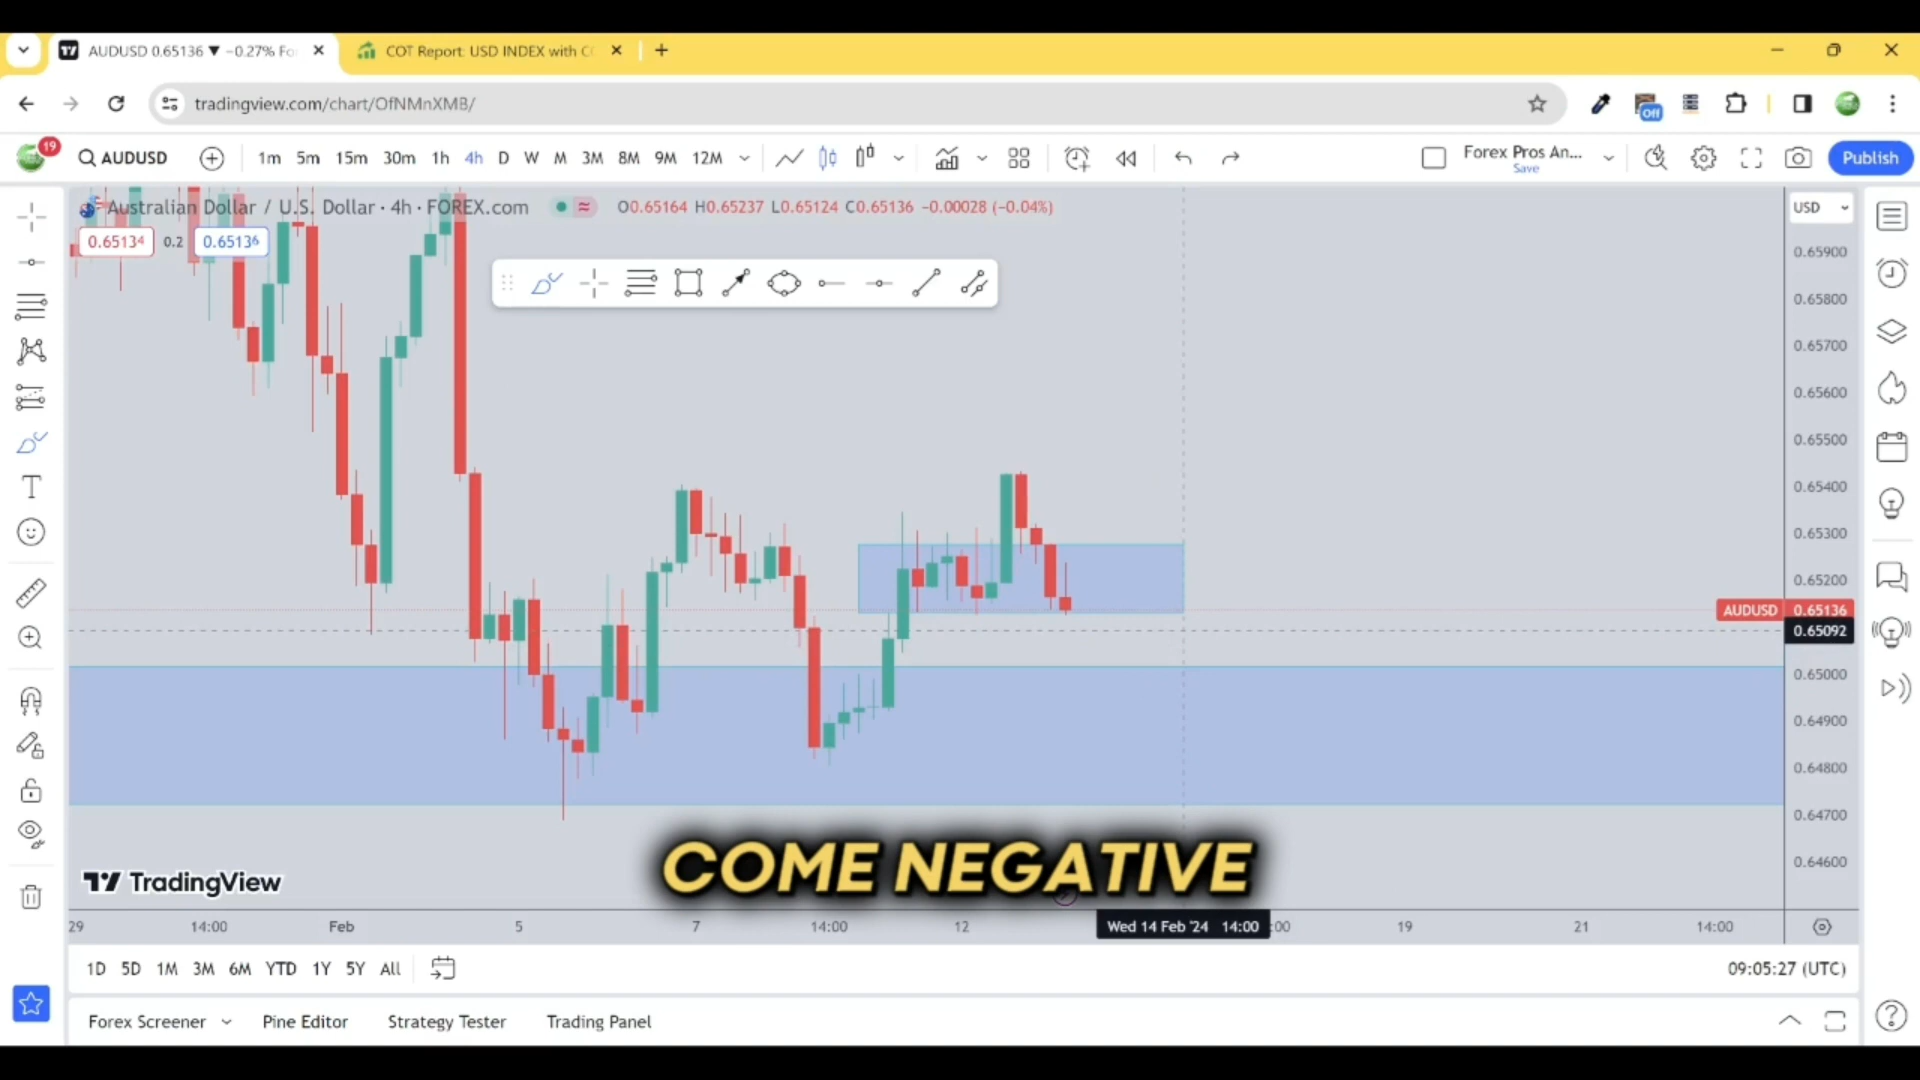 AUDUSD 0.65136 ▼ −0.27% Fo
COT Report: USD INDEX with C
tradingview.com/chart/OfNMnXMB/
Off
19
AUDUSD
1m 5m 15m 30m 1h 4h D W M 3M 8M 9M 12M
Forex Pros An...
Save
Publish
Australian Dollar / U.S. Dollar · 4h · FOREX.com
O0.65164 H0.65237 L0.65124 C0.65136 −0.00028 (−0.04%)
USD
0.65134 0.2 0.65136
0.65900
0.65800
0.65700
0.65600
0.65500
0.65400
0.65300
0.65200
AUDUSD 0.65136
0.65092
0.65000
0.64900
0.64800
0.64700
0.64600
COME NEGATIVE
TradingView
29 14:00 Feb 5 7 14:00 12 Wed 14 Feb '24 14:00 :00 19 21 14:00
1D 5D 1M 3M 6M YTD 1Y 5Y All
09:05:27 (UTC)
Forex Screener Pine Editor Strategy Tester Trading Panel